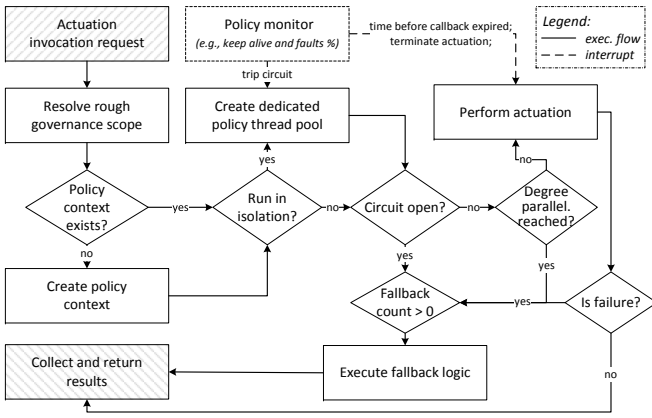 Actuation
invocation request
Policy monitor
(e.g., keep alive and faults %)
time before callback expired;
terminate actuation;
Legend:
exec. flow
interrupt
trip circuit
Resolve rough
governance scope
Create dedicated
policy thread pool
Perform actuation
yes
no
Policy
context
exists?
yes
Run in
isolation?
no
Circuit open?
no
Degree
parallel.
reached?
no
yes
yes
Create policy
context
Fallback
count > 0
yes
Is failure?
Collect and return
results
Execute fallback logic
no